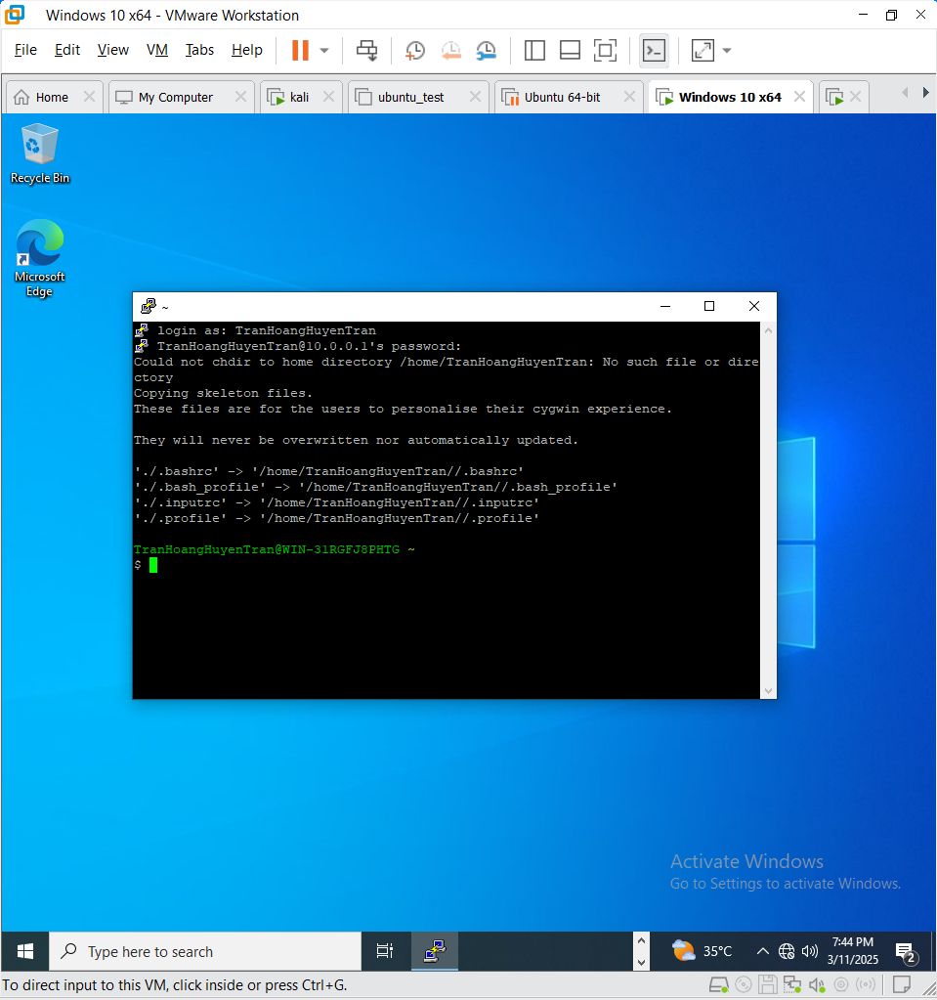 Windows 10 x64 - VMware Workstation
File Edit View VM Tabs Help
Home My Computer kali ubuntu_test Ubuntu 64-bit Windows 10 x64
Recycle Bin
Microsoft
Edge
~
login as: TranHoangHuyenTran
TranHoangHuyenTran@10.0.0.1's password:
Could not chdir to home directory /home/TranHoangHuyenTran: No such file or dire
ctory
Copying skeleton files.
These files are for the users to personalise their cygwin experience.
They will never be overwritten nor automatically updated.
'./.bashrc' -> '/home/TranHoangHuyenTran//.bashrc'
'./.bash_profile' -> '/home/TranHoangHuyenTran//.bash_profile'
'./.inputrc' -> '/home/TranHoangHuyenTran//.inputrc'
'./.profile' -> '/home/TranHoangHuyenTran//.profile'
TranHoangHuyenTran@WIN-31RGFJ8PHTG ~
$
Activate Windows
Go to Settings to activate Windows.
Type here to search
35°C
7:44 PM
3/11/2025
2
To direct input to this VM, click inside or press Ctrl+G.